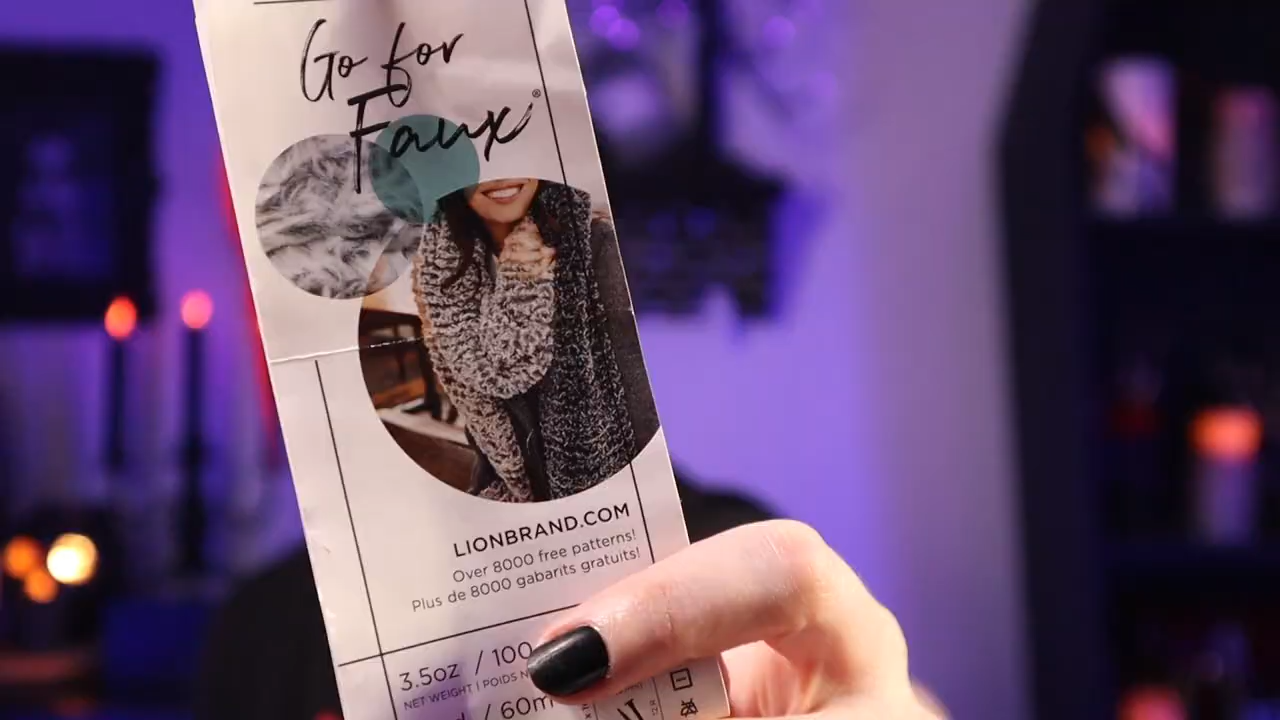 Go for
Faux®
LIONBRAND.COM
Over 8000 free patterns!
Plus de 8000 gabarits gratuits!
3.5oz / 100
NET WEIGHT | POIDS
/ 60m